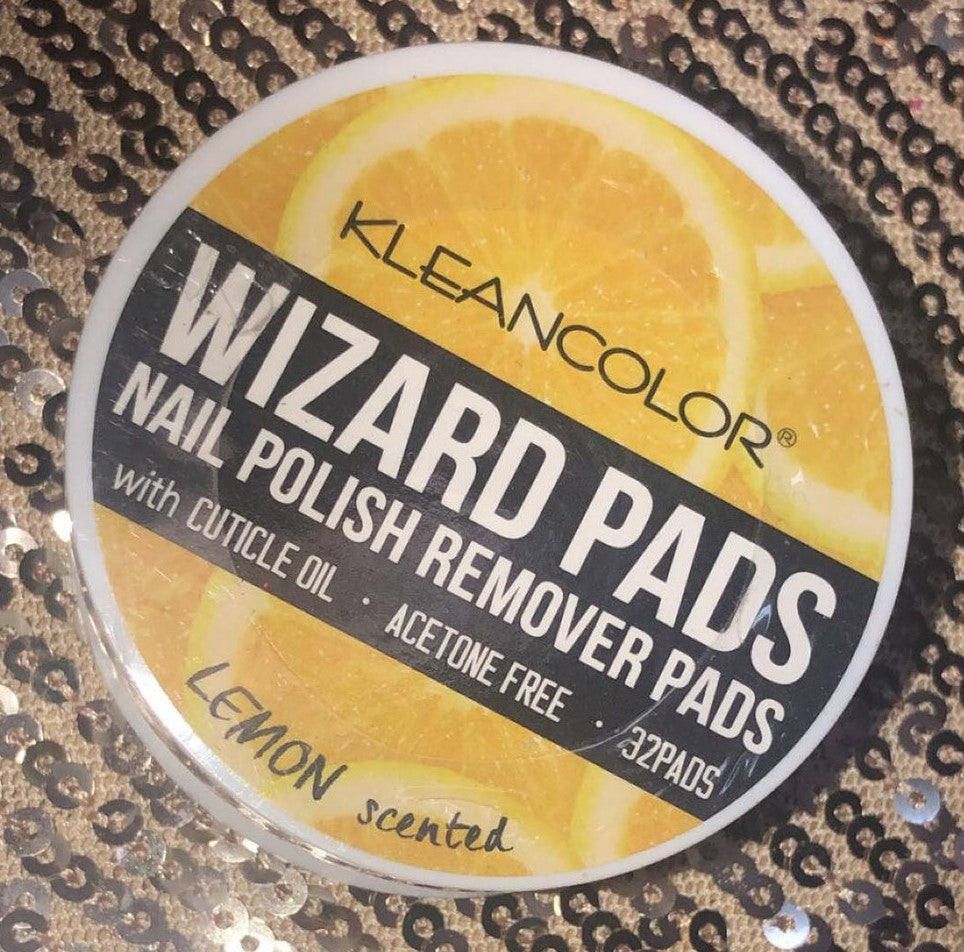 KLEANCOLOR®
WIZARD PADS
NAIL POLISH REMOVER PADS
with CUTICLE OIL · ACETONE FREE · 32PADS
LEMON scented